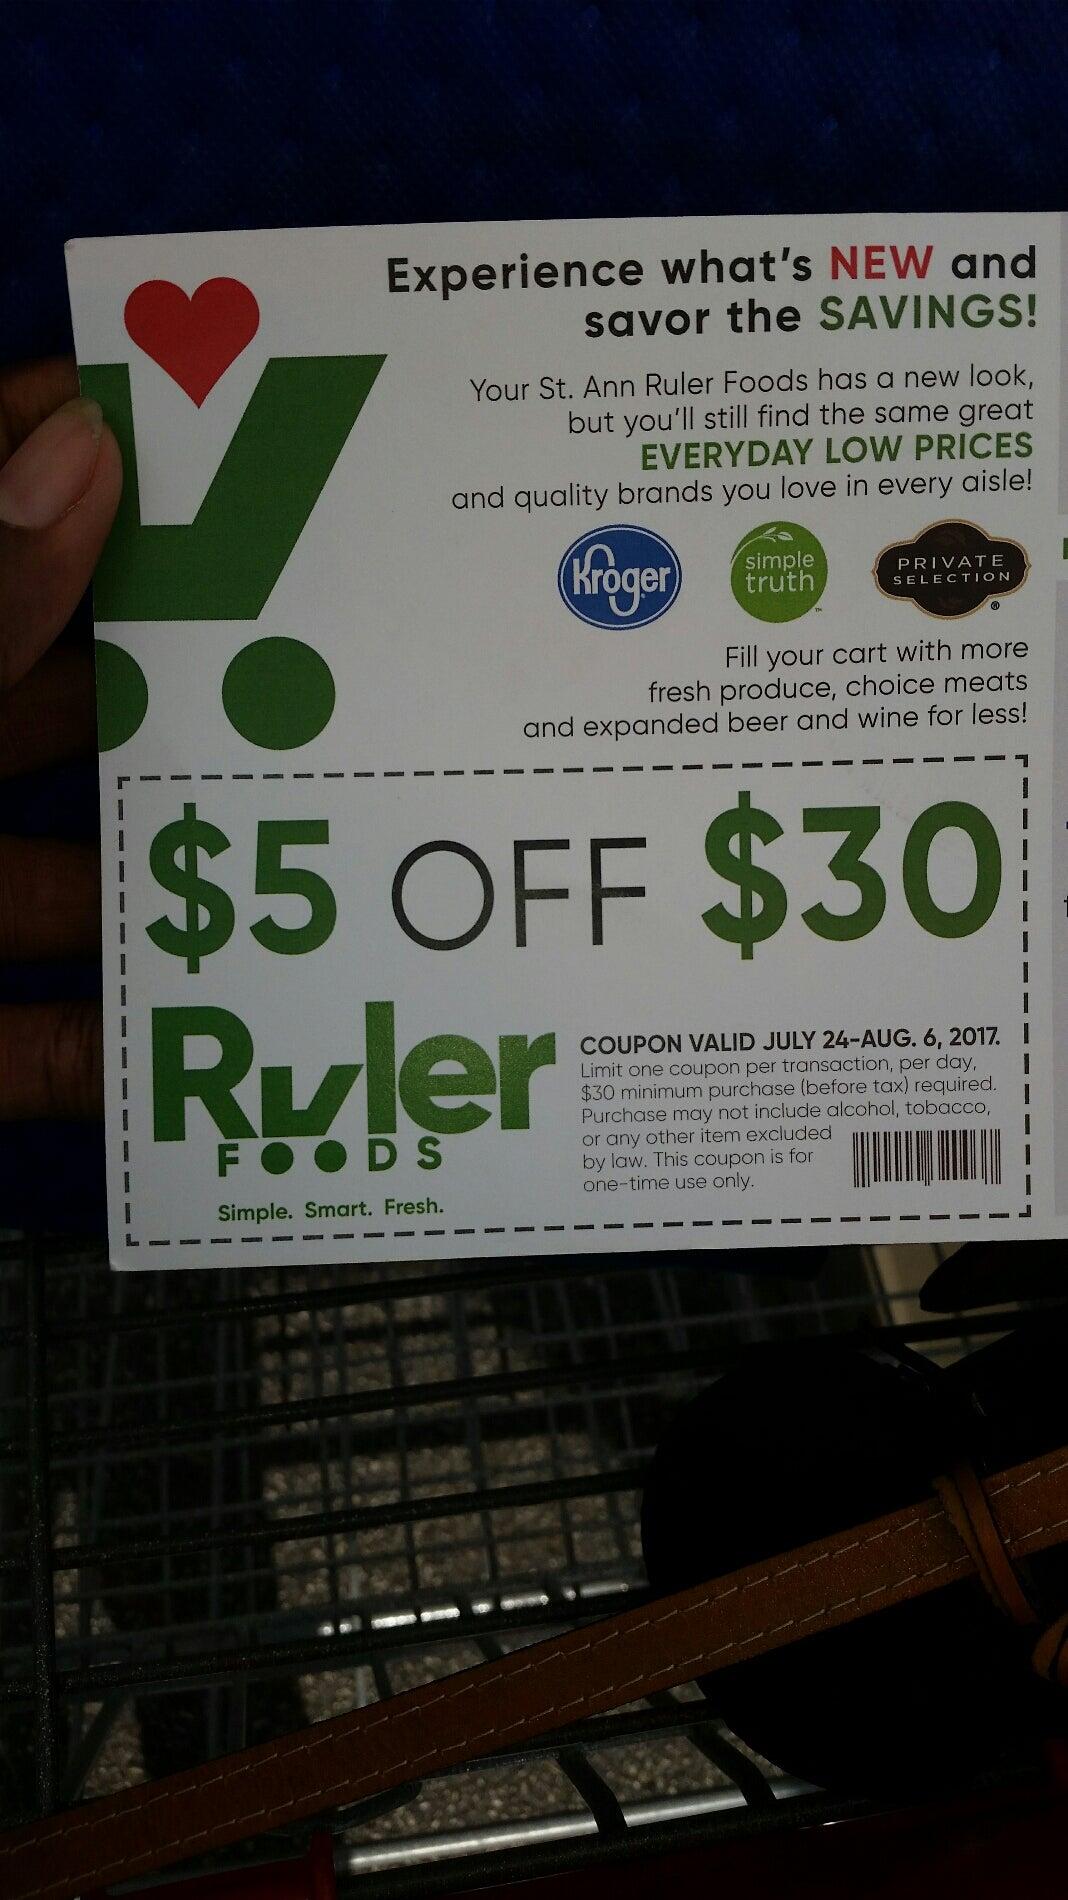 Experience what's NEW and
savor the SAVINGS!
Your St. Ann Ruler Foods has a new look,
but you'll still find the same great
EVERYDAY LOW PRICES
and quality brands you love in every aisle!
Kroger
simple
truth™
PRIVATE
SELECTION
®
Fill your cart with more
fresh produce, choice meats
and expanded beer and wine for less!
$5 OFF $30
Ruler
FOODS
Simple. Smart. Fresh.
COUPON VALID JULY 24-AUG. 6, 2017.
Limit one coupon per transaction, per day,
$30 minimum purchase (before tax) required.
Purchase may not include alcohol, tobacco,
or any other item excluded
by law. This coupon is for
one-time use only.